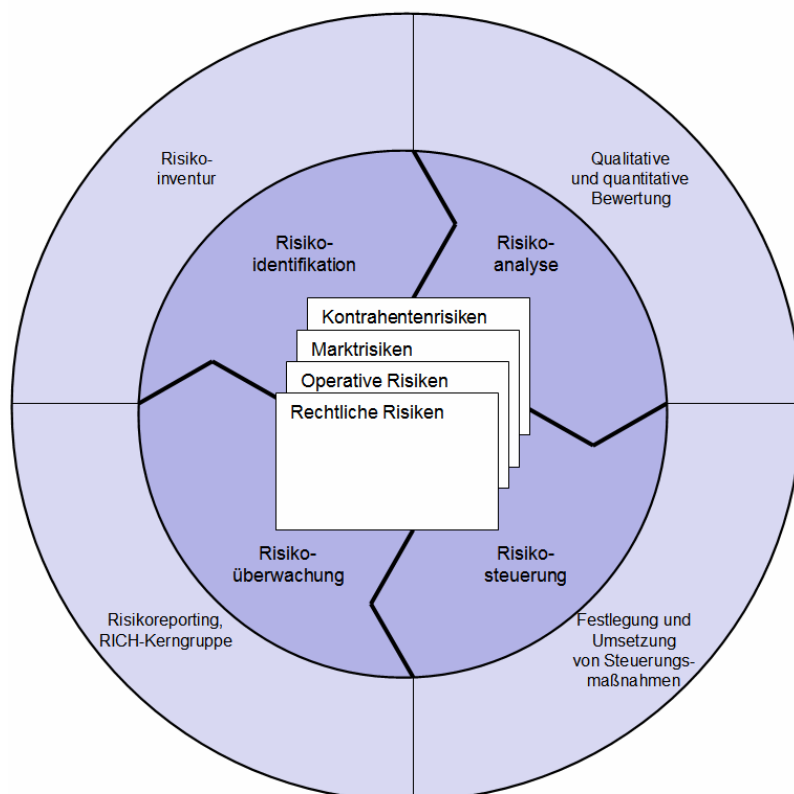 Risiko-
inventur
Qualitative
und quantitative
Bewertung
Risiko-
identifikation
Risiko-
analyse
Kontrahentenrisiken
Marktrisiken
Operative Risiken
Rechtliche Risiken
Risiko-
überwachung
Risiko-
steuerung
Risikoreporting,
RICH-Kerngruppe
Festlegung und
Umsetzung
von Steuerungs-
maßnahmen